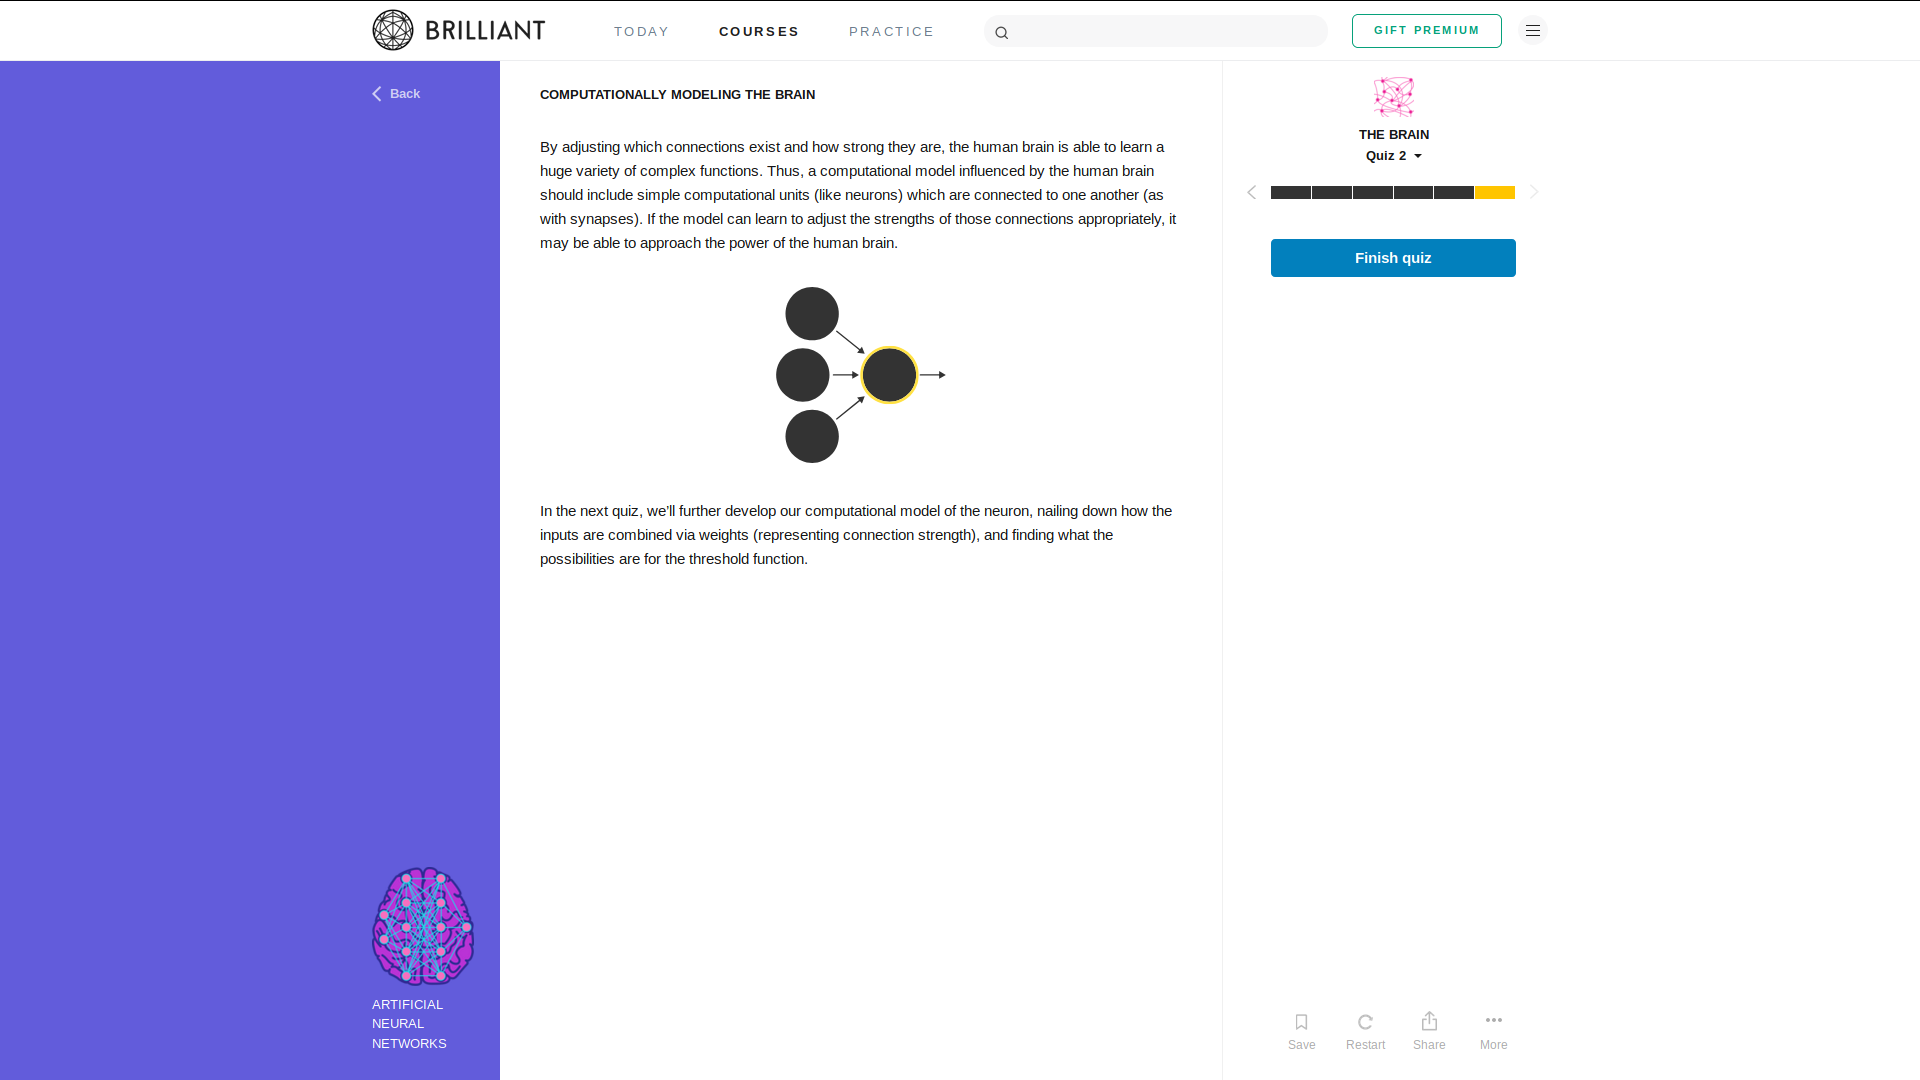 BRILLIANT
TODAY
COURSES
PRACTICE
GIFT PREMIUM
Back
COMPUTATIONALLY MODELING THE BRAIN
By adjusting which connections exist and how strong they are, the human brain is able to learn a
huge variety of complex functions. Thus, a computational model influenced by the human brain
should include simple computational units (like neurons) which are connected to one another (as
with synapses). If the model can learn to adjust the strengths of those connections appropriately, it
may be able to approach the power of the human brain.
In the next quiz, we’ll further develop our computational model of the neuron, nailing down how the
inputs are combined via weights (representing connection strength), and finding what the
possibilities are for the threshold function.
THE BRAIN
Quiz 2
Finish quiz
ARTIFICIAL
NEURAL
NETWORKS
Save
Restart
Share
More